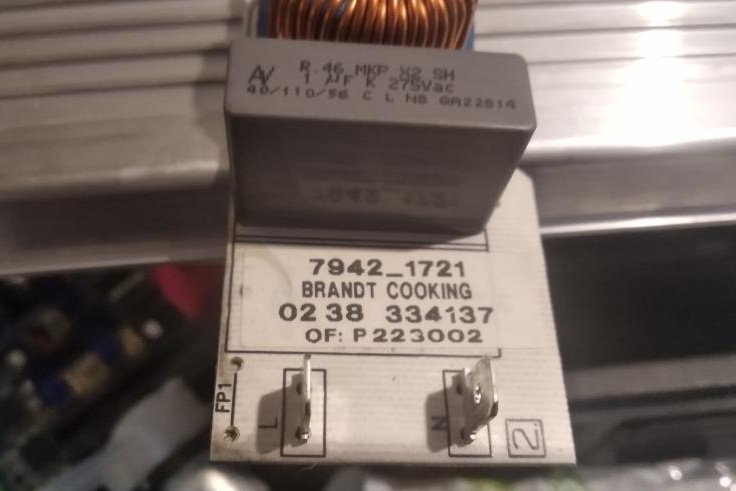 R.46 MKP X2 SH
1 µF K 275Vac
40/110/56 C L NS QR22614
7942_1721
BRANDT COOKING
02 38 334137
OF: P223002
FP1
L
N
2.